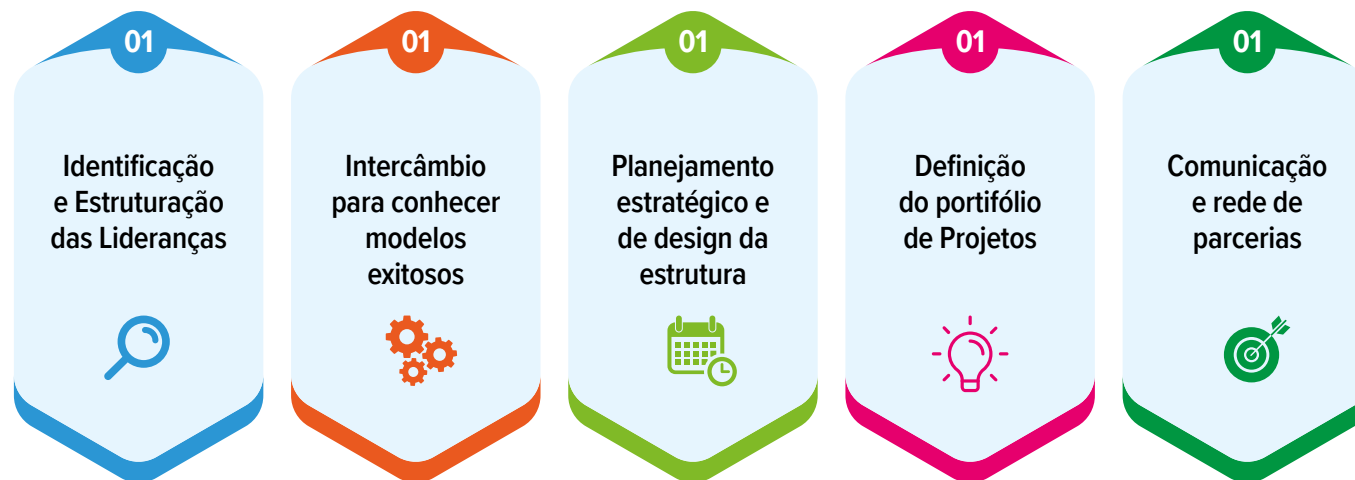 01
Identificação
e Estruturação
das Lideranças
01
Intercâmbio
para conhecer
modelos
exitosos
01
Planejamento
estratégico e
de design da
estrutura
01
Definição
do portifólio
de Projetos
01
Comunicação
e rede de
parcerias